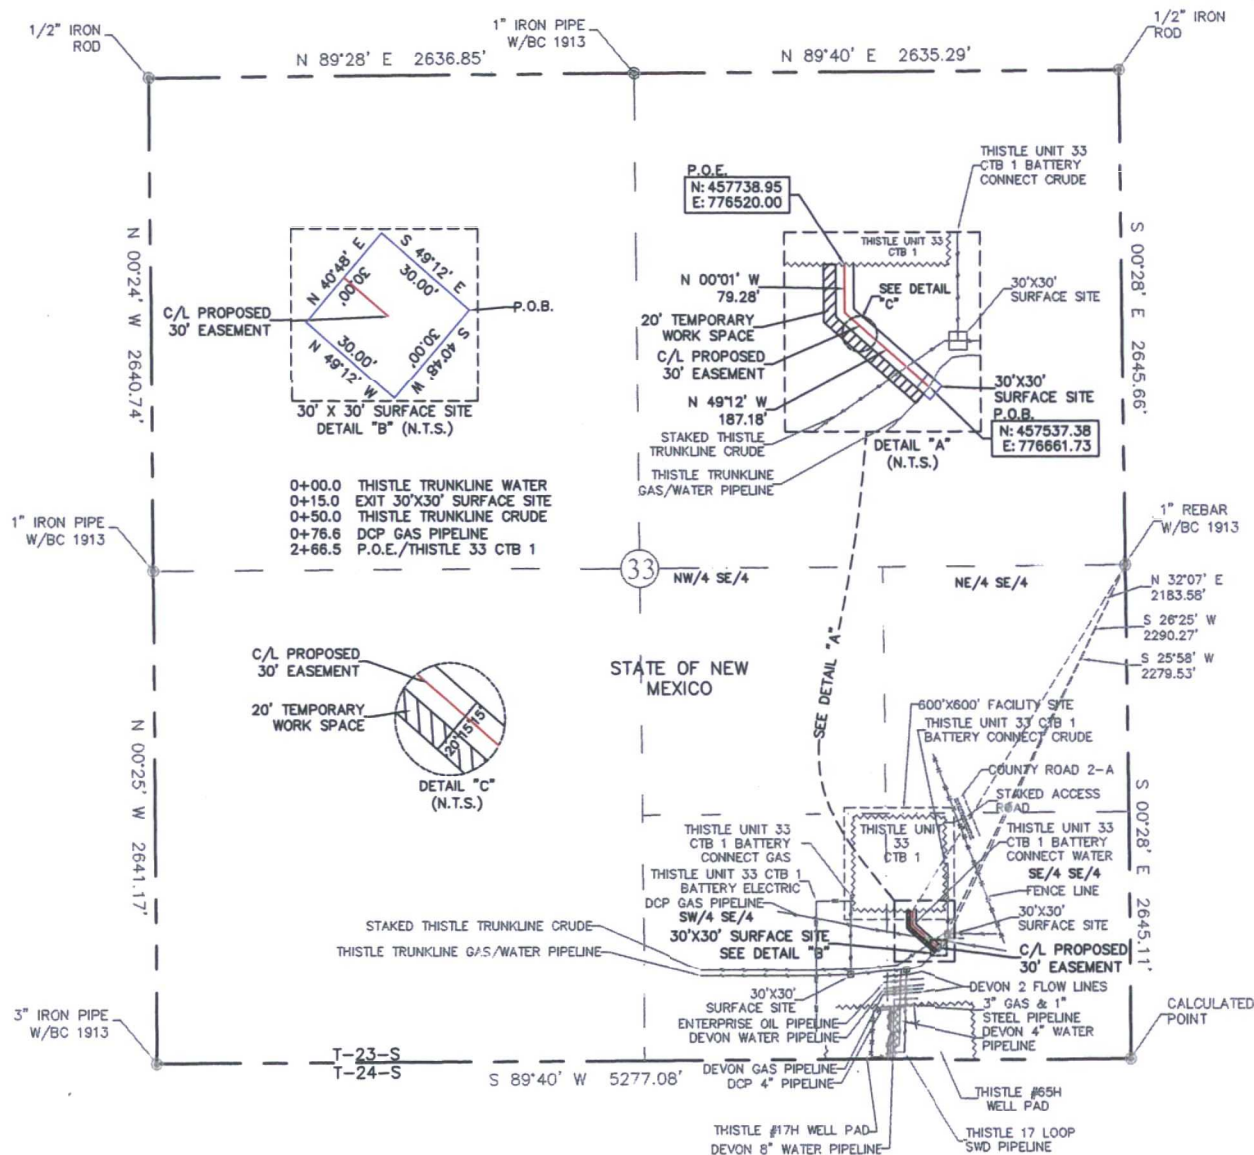 1/2" IRON
ROD
N 89°28' E 2636.85'
1" IRON PIPE
W/BC 1913
N 89°40' E 2635.29'
1/2" IRON
ROD
THISTLE UNIT 33
CTB 1 BATTERY
CONNECT CRUDE
P.O.E.
N: 457738.95
E: 776520.00
N 00°24' W 2640.74'
S 00°28' E 2645.66'
N 40°48' E
30.00'
S 49°12' E
30.00'
C/L PROPOSED
30' EASEMENT
P.O.B.
N 49°12' W
30.00'
S 40°48' W
30.00'
30' X 30' SURFACE SITE
DETAIL "B" (N.T.S.)
THISTLE UNIT 33
CTB 1
N 00°01' W
79.28'
SEE DETAIL
"C"
30'X30'
SURFACE SITE
20' TEMPORARY
WORK SPACE
C/L PROPOSED
30' EASEMENT
N 49°12' W
187.18'
30'X30'
SURFACE SITE
P.O.B.
N: 457537.38
E: 776661.73
STAKED THISTLE
TRUNKLINE CRUDE
DETAIL "A"
(N.T.S.)
THISTLE TRUNKLINE
GAS/WATER PIPELINE
0+00.0 THISTLE TRUNKLINE WATER
0+15.0 EXIT 30'X30' SURFACE SITE
0+50.0 THISTLE TRUNKLINE CRUDE
0+76.6 DCP GAS PIPELINE
2+66.5 P.O.E./THISTLE 33 CTB 1
1" IRON PIPE
W/BC 1913
1" REBAR
W/BC 1913
33
NW/4 SE/4
NE/4 SE/4
N 32°07' E
2183.58'
S 26°25' W
2290.27'
S 25°58' W
2279.53'
C/L PROPOSED
30' EASEMENT
20' TEMPORARY
WORK SPACE
20' 15' 15'
DETAIL "C"
(N.T.S.)
STATE OF NEW
MEXICO
SEE DETAIL "A"
600'X600' FACILITY SITE
THISTLE UNIT 33 CTB 1
BATTERY CONNECT CRUDE
COUNTY ROAD 2-A
STAKED ACCESS
ROAD
N 00°25' W 2641.17'
S 00°28' E 2645.11'
THISTLE UNIT 33
CTB 1 BATTERY
CONNECT GAS
THISTLE UNIT
33
CTB 1
THISTLE UNIT 33
CTB 1 BATTERY
CONNECT WATER
THISTLE UNIT 33 CTB 1
BATTERY ELECTRIC
DCP GAS PIPELINE
SW/4 SE/4
SE/4 SE/4
FENCE LINE
30'X30'
SURFACE SITE
STAKED THISTLE TRUNKLINE CRUDE
30'X30' SURFACE SITE
SEE DETAIL "B"
THISTLE TRUNKLINE GAS/WATER PIPELINE
C/L PROPOSED
30' EASEMENT
30'X30'
SURFACE SITE
DEVON 2 FLOW LINES
3" GAS & 1"
STEEL PIPELINE
ENTERPRISE OIL PIPELINE
DEVON WATER PIPELINE
DEVON 4" WATER
PIPELINE
3" IRON PIPE
W/BC 1913
CALCULATED
POINT
T-23-S
T-24-S
S 89°40' W 5277.08'
DEVON GAS PIPELINE
DCP 4" PIPELINE
THISTLE #65H
WELL PAD
THISTLE #17H WELL PAD
DEVON 8" WATER PIPELINE
THISTLE 17 LOOP
SWD PIPELINE